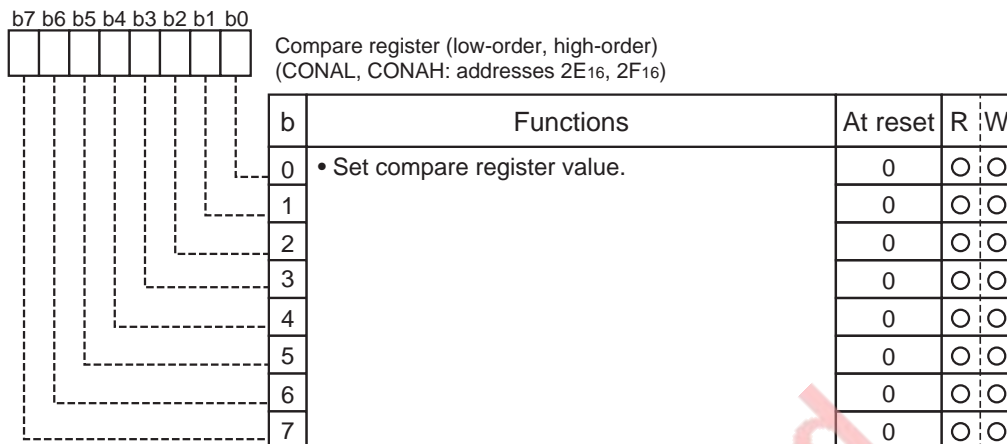 b7 b6 b5 b4 b3 b2 b1 b0
Compare register (low-order, high-order)
(CONAL, CONAH: addresses 2E16, 2F16)
b Functions At reset R W
0 • Set compare register value. 0 ○ ○
1 0 ○ ○
2 0 ○ ○
3 0 ○ ○
4 0 ○ ○
5 0 ○ ○
6 0 ○ ○
7 0 ○ ○